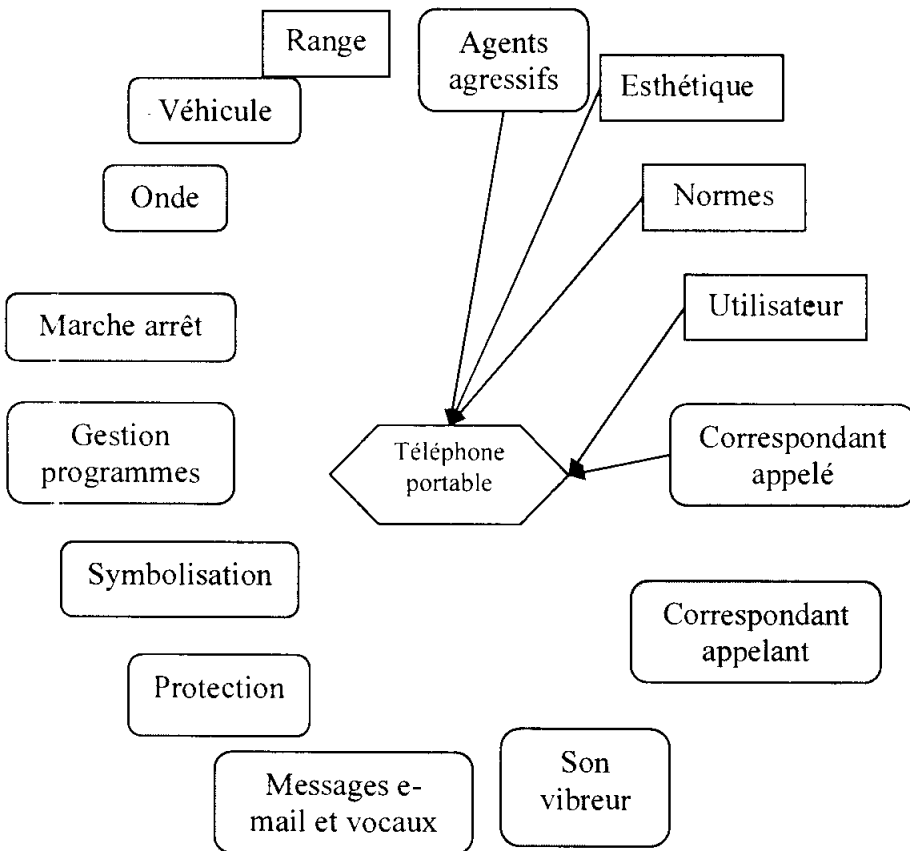 Range
Agents
agressifs
Esthétique
Véhicule
Onde
Normes
Marche arrêt
Utilisateur
Gestion
programmes
Téléphone
portable
Correspondant
appelé
Symbolisation
Correspondant
appelant
Protection
Messages e-
mail et vocaux
Son
vibreur